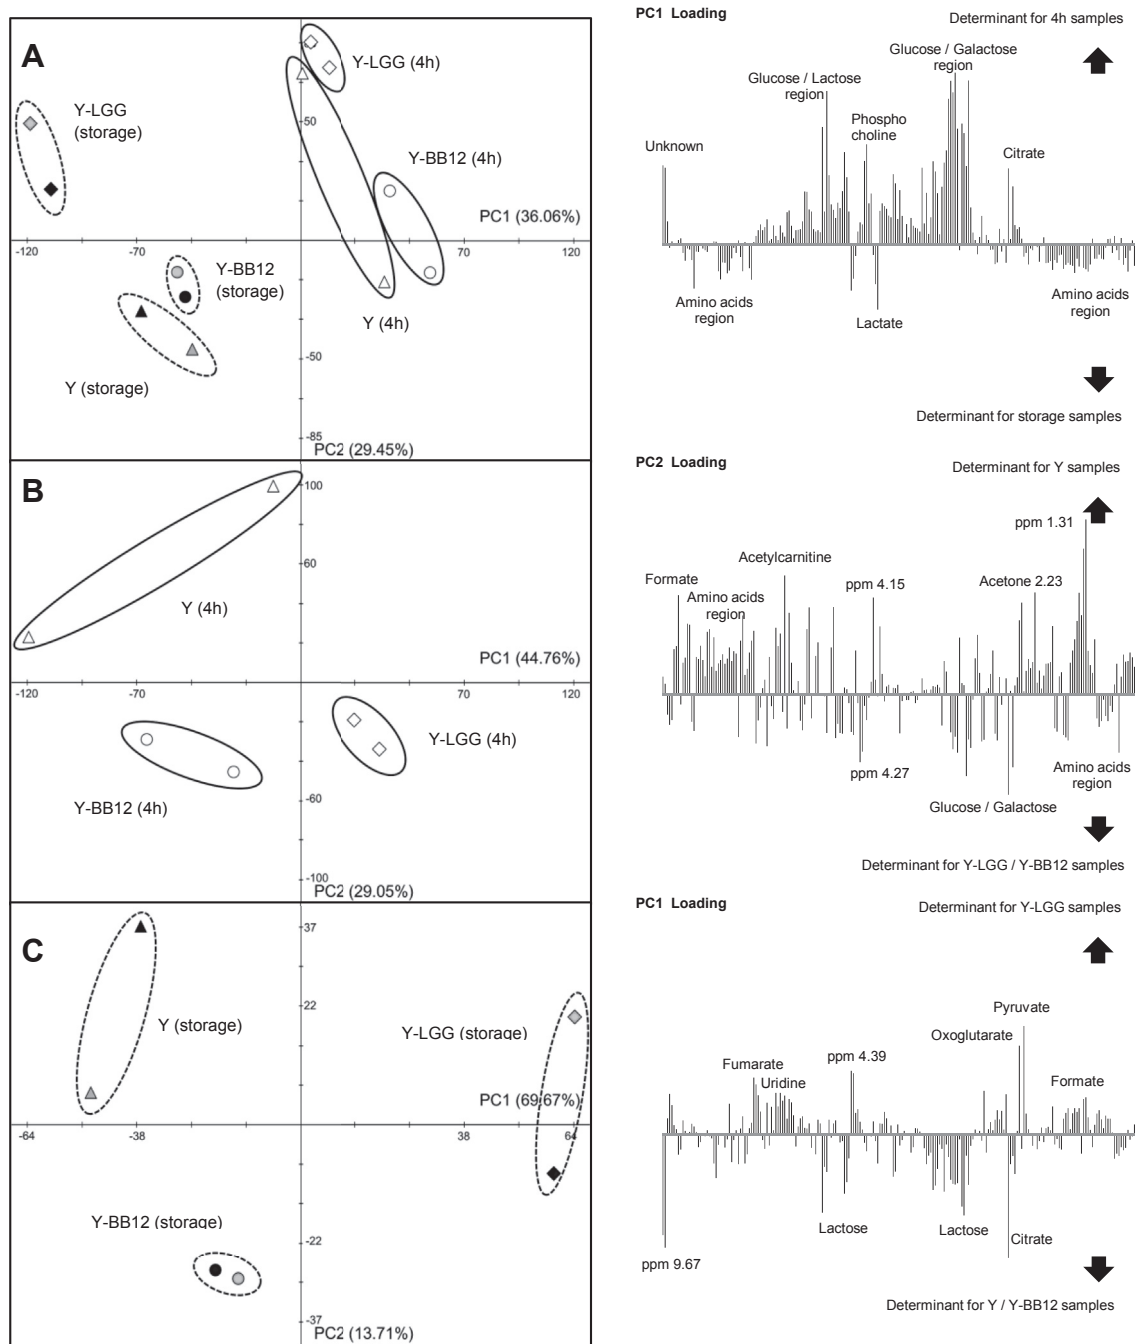 A
Y-LGG (4h)
Y-LGG
(storage)
50
Y-BB12 (4h)
PC1 (36.06%)
-120
-70
70
120
Y-BB12
(storage)
Y (4h)
-50
Y (storage)
-85
PC2 (29.45%)
PC1 Loading
Determinant for 4h samples
Glucose / Galactose
region
Glucose / Lactose
region
Phospho
choline
Unknown
Citrate
Amino acids
region
Amino acids
region
Lactate
Determinant for storage samples
B
100
60
Y (4h)
PC1 (44.76%)
-120
-70
70
120
Y-LGG (4h)
Y-BB12 (4h)
-60
-100
PC2 (29.05%)
PC2 Loading
Determinant for Y samples
ppm 1.31
Acetylcarnitine
Formate
Amino acids
region
ppm 4.15
Acetone 2.23
ppm 4.27
Amino acids
region
Glucose / Galactose
Determinant for Y-LGG / Y-BB12 samples
C
37
22
Y (storage)
Y-LGG (storage)
PC1 (69.67%)
-64
-38
38
64
Y-BB12 (storage)
-22
-37
PC2 (13.71%)
PC1 Loading
Determinant for Y-LGG samples
Pyruvate
Oxoglutarate
ppm 4.39
Fumarate
Uridine
Formate
Lactose
Lactose
Citrate
ppm 9.67
Determinant for Y / Y-BB12 samples